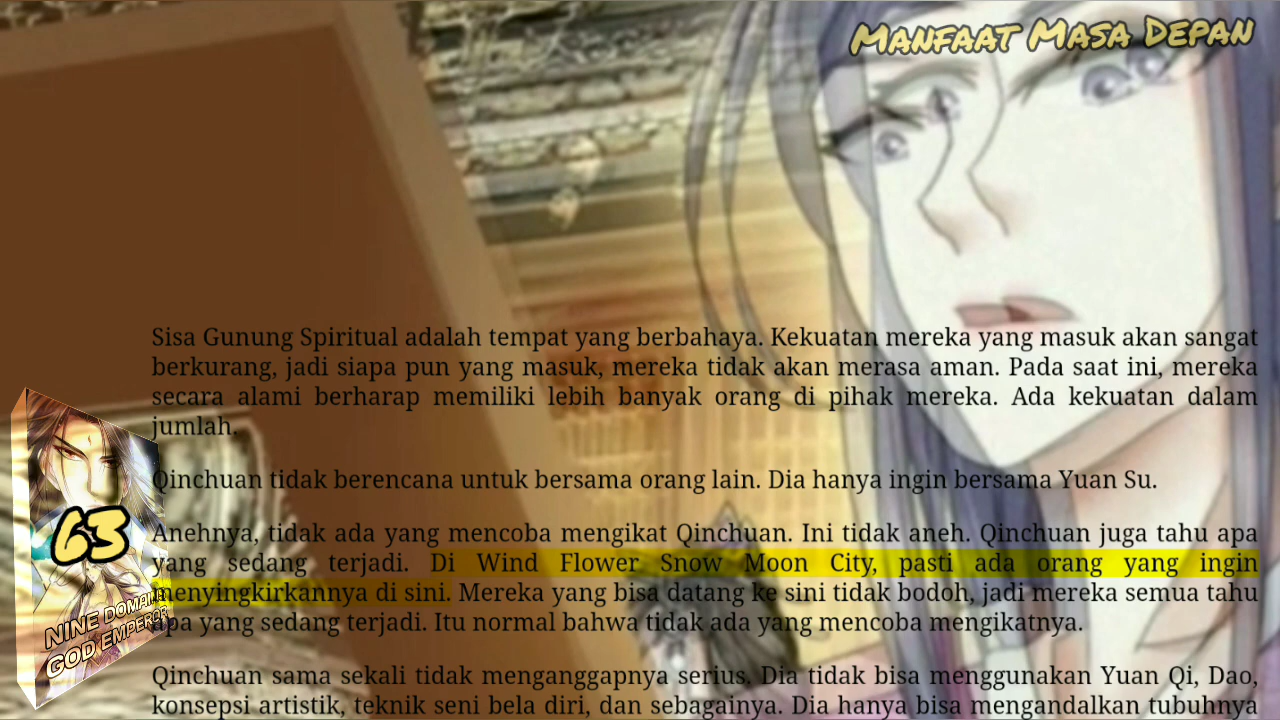 Manfaat Masa Depan
Sisa Gunung Spiritual adalah tempat yang berbahaya. Kekuatan mereka yang masuk akan sangat
berkurang, jadi siapa pun yang masuk, mereka tidak akan merasa aman. Pada saat ini, mereka
secara alami berharap memiliki lebih banyak orang di pihak mereka. Ada kekuatan dalam
jumlah.
Qinchuan tidak berencana untuk bersama orang lain. Dia hanya ingin bersama Yuan Su.
Anehnya, tidak ada yang mencoba mengikat Qinchuan. Ini tidak aneh. Qinchuan juga tahu apa
yang sedang terjadi. Di Wind Flower Snow Moon City, pasti ada orang yang ingin
menyingkirkannya di sini. Mereka yang bisa datang ke sini tidak bodoh, jadi mereka semua tahu
apa yang sedang terjadi. Itu normal bahwa tidak ada yang mencoba mengikatnya.
Qinchuan sama sekali tidak menganggapnya serius. Dia tidak bisa menggunakan Yuan Qi, Dao,
konsepsi artistik, teknik seni bela diri, dan sebagainya. Dia hanya bisa mengandalkan tubuhnya
63
NINE DOMAINS
GOD EMPEROR